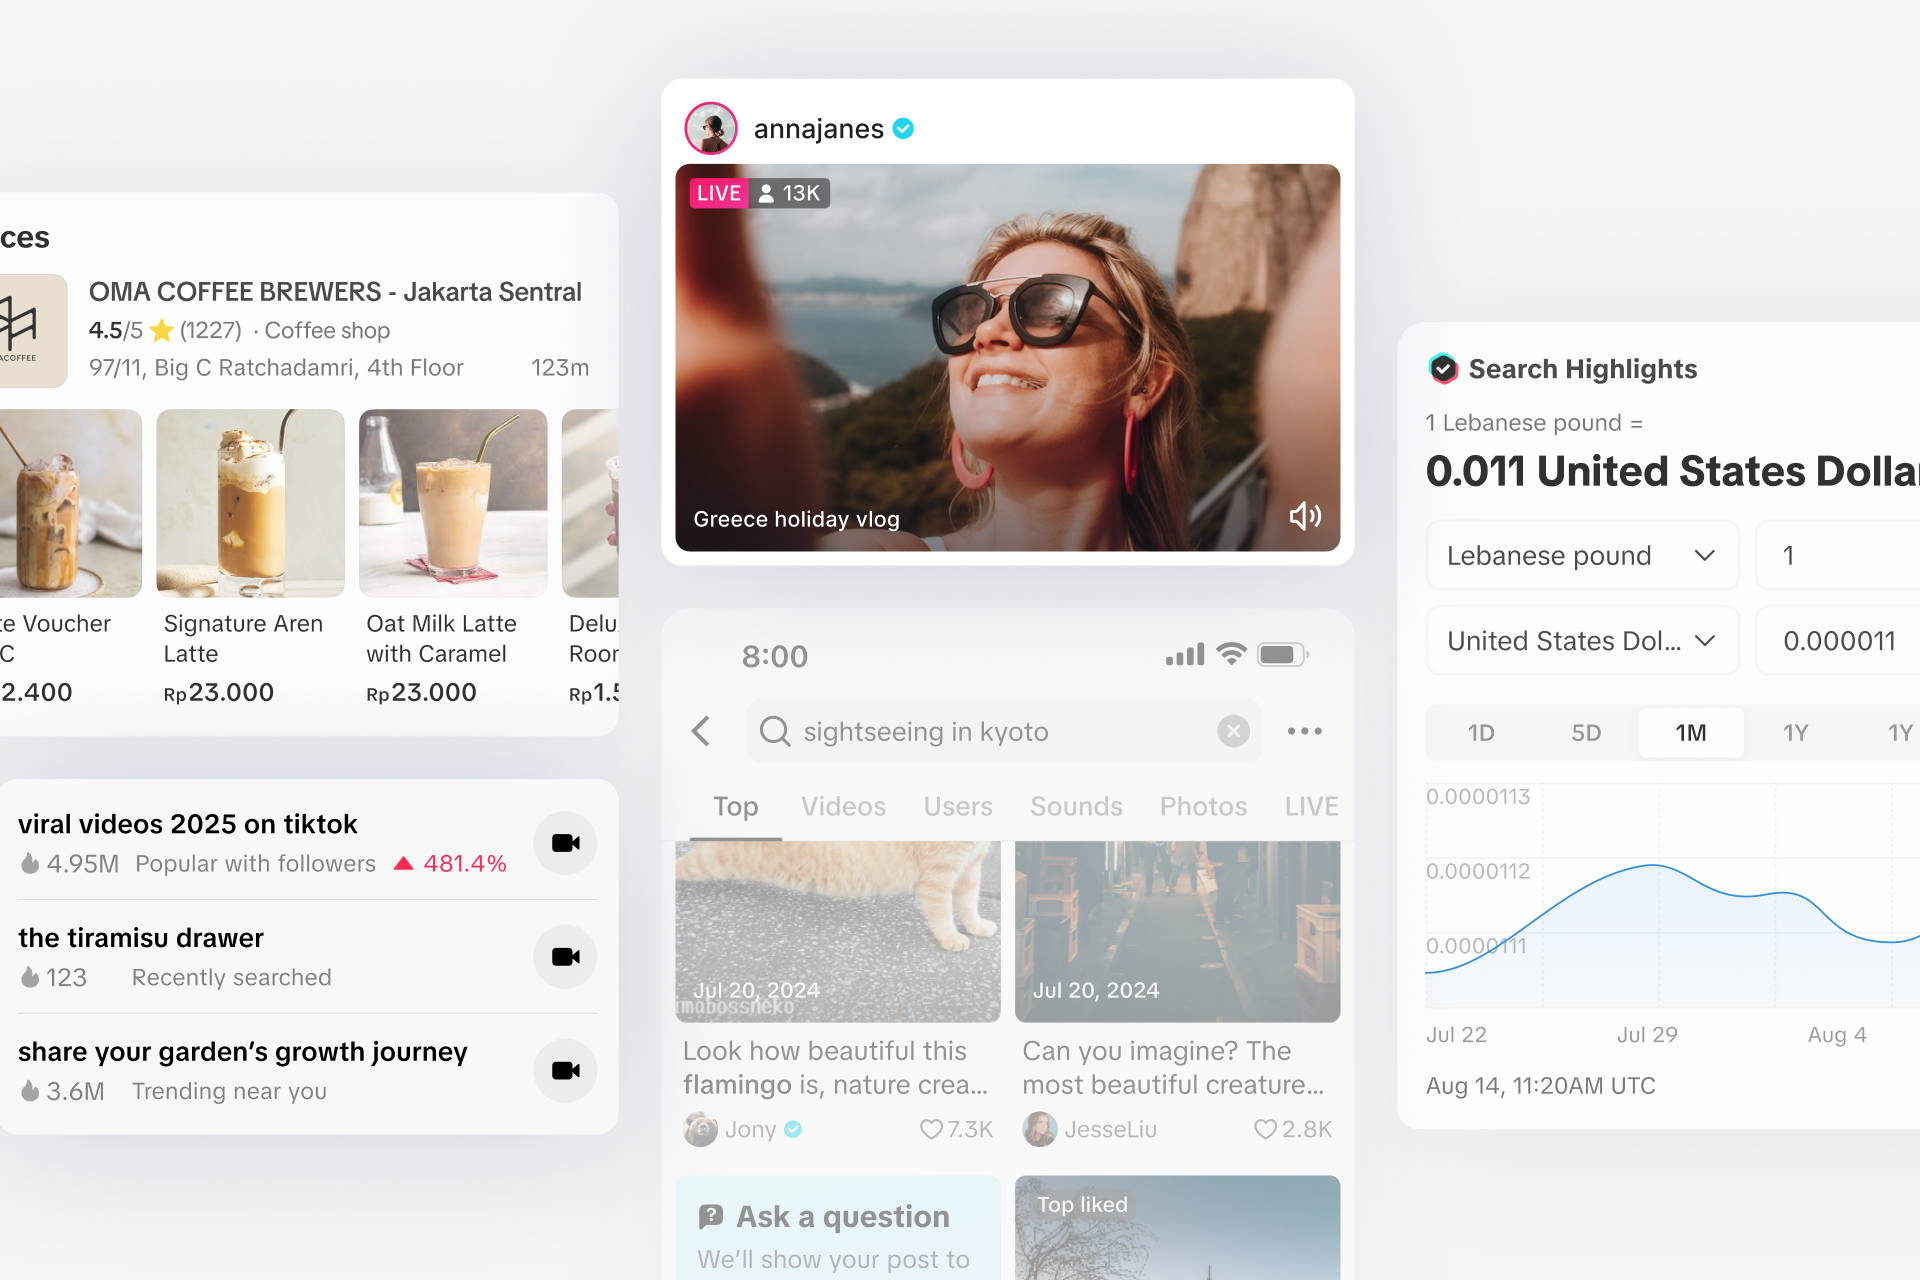 ces
ACOFFEE
OMA COFFEE BREWERS - Jakarta Sentral
4.5/5 (1227) · Coffee shop
97/11, Big C Ratchadamri, 4th Floor
123m
te Voucher
C
2.400
Signature Aren
Latte
Rp23.000
Oat Milk Latte
with Caramel
Rp23.000
Delu
Roor
Rp1.5
viral videos 2025 on tiktok
4.95M Popular with followers 481.4%
the tiramisu drawer
123 Recently searched
share your garden’s growth journey
3.6M Trending near you
annajanes
LIVE 13K
Greece holiday vlog
8:00
sightseeing in kyoto
Top Videos Users Sounds Photos LIVE
Jul 20, 2024
mabossneko
Look how beautiful this
flamingo is, nature crea...
Jony 7.3K
Jul 20, 2024
Can you imagine? The
most beautiful creature...
JesseLiu 2.8K
Ask a question
We’ll show your post to
Top liked
Search Highlights
1 Lebanese pound =
0.011 United States Dollar
Lebanese pound 1
United States Dol... 0.000011
1D 5D 1M 1Y 1Y
0.0000113
0.0000112
0.0000111
Jul 22 Jul 29 Aug 4
Aug 14, 11:20AM UTC